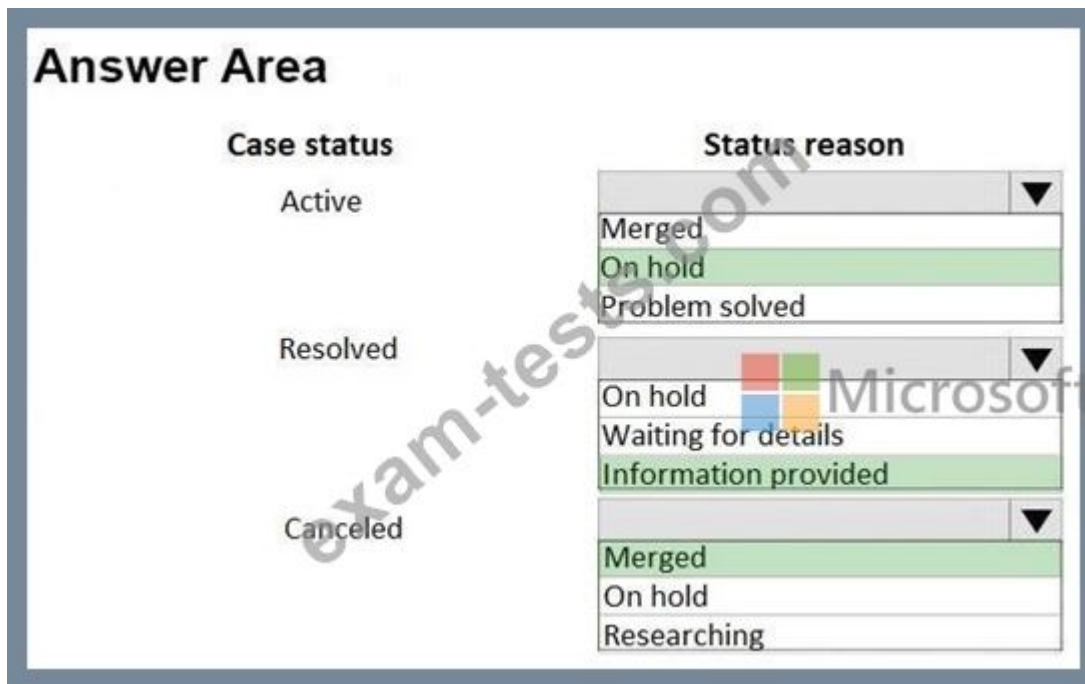 Answer Area
Case status Status reason
Active
Merged
On hold
Problem solved
Resolved
On hold
Waiting for details
Information provided
Canceled
Merged
On hold
Researching
exam-tests.com
Microsoft